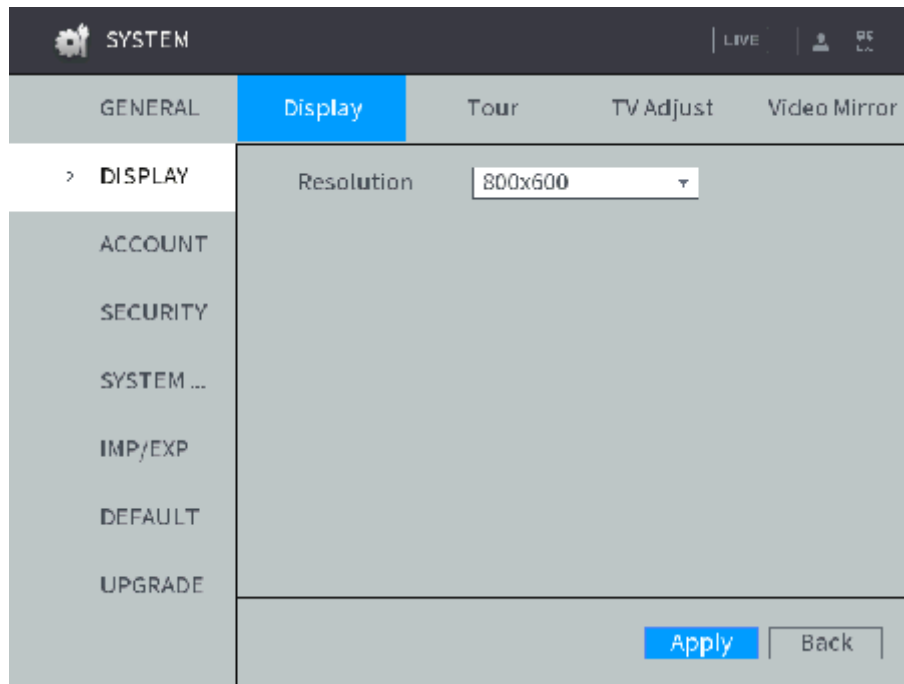 SYSTEM
LIVE
GENERAL
Display Tour TV Adjust Video Mirror
> DISPLAY
Resolution 800x600
ACCOUNT
SECURITY
SYSTEM ...
IMP/EXP
DEFAULT
UPGRADE
Apply Back